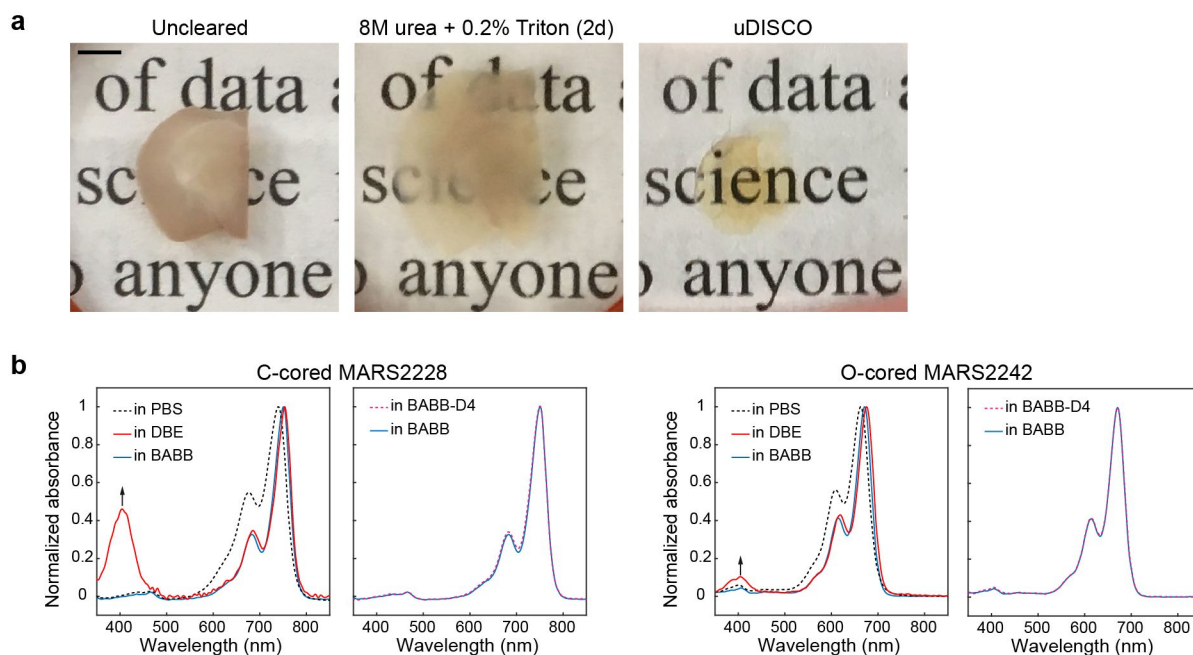 a
Uncleared
8M urea + 0.2% Triton (2d)
uDISCO
of data
sc ce
o anyone
of data a
science
o anyone
of data a
science
o anyone
b
C-cored MARS2228
O-cored MARS2242
Normalized absorbance
1
0.8
0.6
0.4
0.2
0
in PBS
in DBE
in BABB
400 500 600 700 800
Wavelength (nm)
in BABB-D4
in BABB
400 500 600 700 800
Wavelength (nm)
Normalized absorbance
1
0.8
0.6
0.4
0.2
0
in PBS
in DBE
in BABB
400 500 600 700 800
Wavelength (nm)
in BABB-D4
in BABB
400 500 600 700 800
Wavelength (nm)